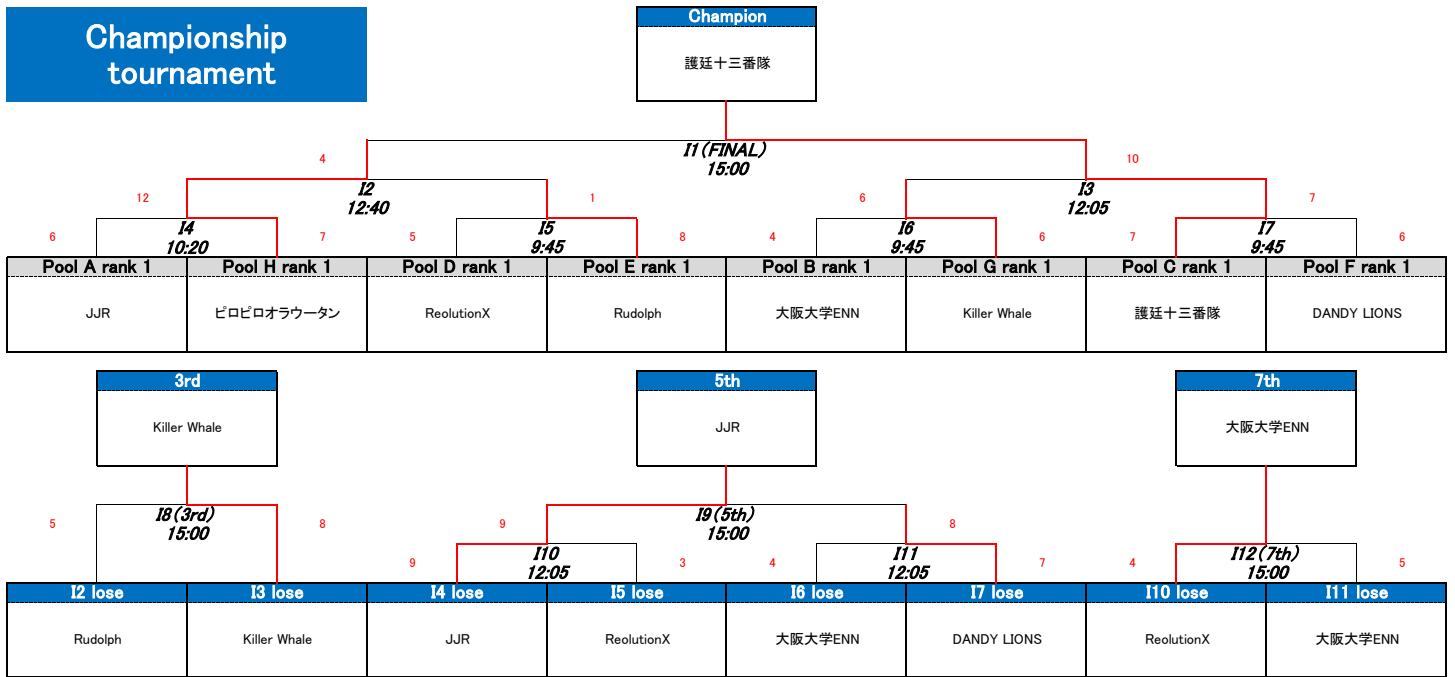 Championship
tournament
Champion
護廷十三番隊
I1(FINAL)
15:00
4
10
I2
12:40
I3
12:05
12
1
6
7
I4
10:20
I5
9:45
I6
9:45
I7
9:45
6
7
5
8
4
6
7
6
Pool A rank 1
Pool H rank 1
Pool D rank 1
Pool E rank 1
Pool B rank 1
Pool G rank 1
Pool C rank 1
Pool F rank 1
JJR
ピロピロオラウータン
ReolutionX
Rudolph
大阪大学ENN
Killer Whale
護廷十三番隊
DANDY LIONS
3rd
5th
7th
Killer Whale
JJR
大阪大学ENN
I8(3rd)
15:00
I9(5th)
15:00
5
8
9
8
I10
12:05
I11
12:05
I12(7th)
15:00
9
3
4
7
4
5
I2 lose
I3 lose
I4 lose
I5 lose
I6 lose
I7 lose
I10 lose
I11 lose
Rudolph
Killer Whale
JJR
ReolutionX
大阪大学ENN
DANDY LIONS
ReolutionX
大阪大学ENN